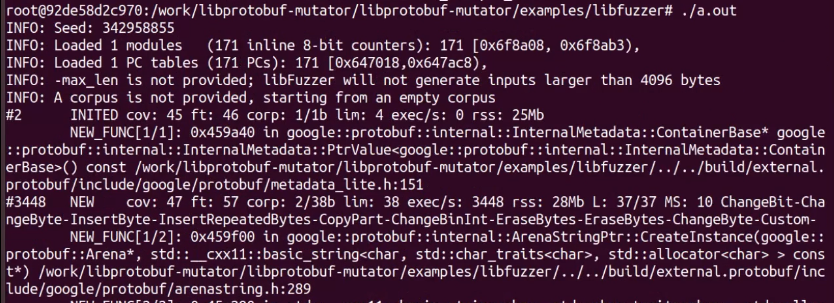 root@92de58d2c970:/work/libprotobuf-mutator/libprotobuf-mutator/examples/libfuzzer# ./a.out
INFO: Seed: 342958855
INFO: Loaded 1 modules   (171 inline 8-bit counters): 171 [0x6f8a08, 0x6f8ab3),
INFO: Loaded 1 PC tables (171 PCs): 171 [0x647018,0x647ac8),
INFO: -max_len is not provided; libFuzzer will not generate inputs larger than 4096 bytes
INFO: A corpus is not provided, starting from an empty corpus
#2      INITED cov: 45 ft: 46 corp: 1/1b lim: 4 exec/s: 0 rss: 25Mb
        NEW_FUNC[1/1]: 0x459a40 in google::protobuf::internal::InternalMetadata::ContainerBase* google
::protobuf::internal::InternalMetadata::PtrValue<google::protobuf::internal::InternalMetadata::Contain
erBase>() const /work/libprotobuf-mutator/libprotobuf-mutator/examples/libfuzzer/../../build/external.
protobuf/include/google/protobuf/metadata_lite.h:151
#3448   NEW    cov: 47 ft: 57 corp: 2/38b lim: 38 exec/s: 3448 rss: 28Mb L: 37/37 MS: 10 ChangeBit-Cha
ngeByte-InsertByte-InsertRepeatedBytes-CopyPart-ChangeBinInt-EraseBytes-EraseBytes-ChangeByte-Custom-
        NEW_FUNC[1/2]: 0x459f00 in google::protobuf::internal::ArenaStringPtr::CreateInstance(google::
protobuf::Arena*, std::__cxx11::basic_string<char, std::char_traits<char>, std::allocator<char> > cons
t*) /work/libprotobuf-mutator/libprotobuf-mutator/examples/libfuzzer/../../build/external.protobuf/inc
lude/google/protobuf/arenastring.h:289